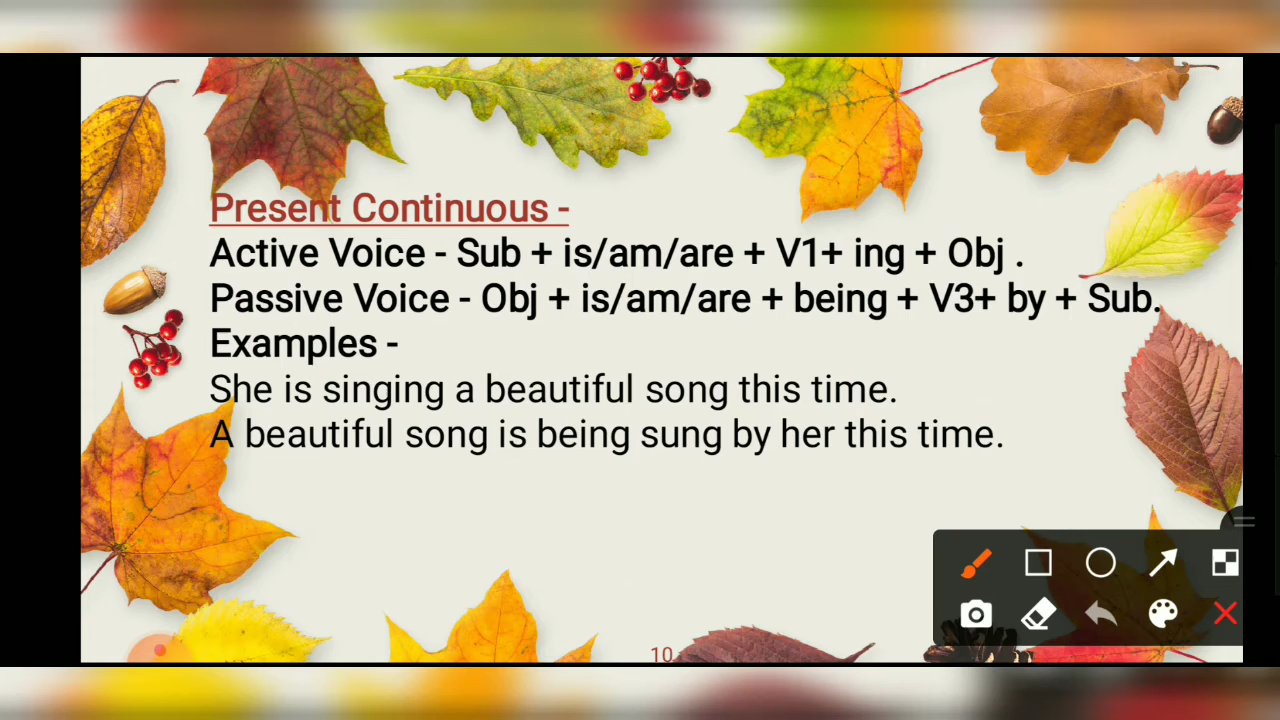 Present Continuous -
Active Voice - Sub + is/am/are + V1+ ing + Obj .
Passive Voice - Obj + is/am/are + being + V3+ by + Sub.
Examples -
She is singing a beautiful song this time.
A beautiful song is being sung by her this time.
10